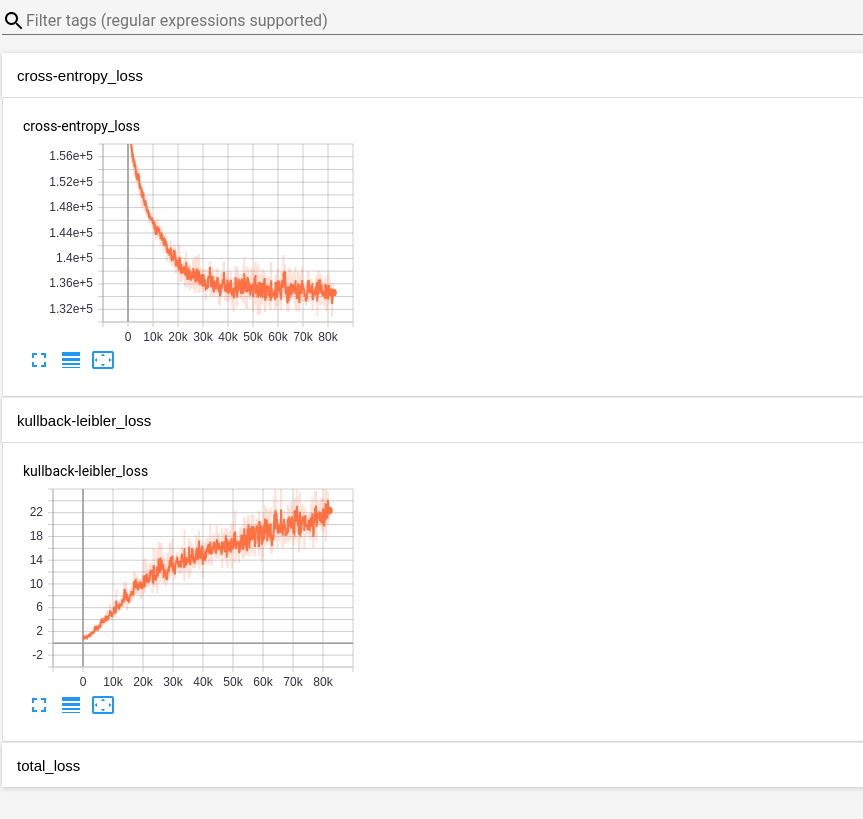 Filter tags (regular expressions supported)
cross-entropy_loss
cross-entropy_loss
1.56e+5
1.52e+5
1.48e+5
1.44e+5
1.4e+5
1.36e+5
1.32e+5
0 10k 20k 30k 40k 50k 60k 70k 80k
kullback-leibler_loss
kullback-leibler_loss
22
18
14
10
6
2
-2
0 10k 20k 30k 40k 50k 60k 70k 80k
total_loss